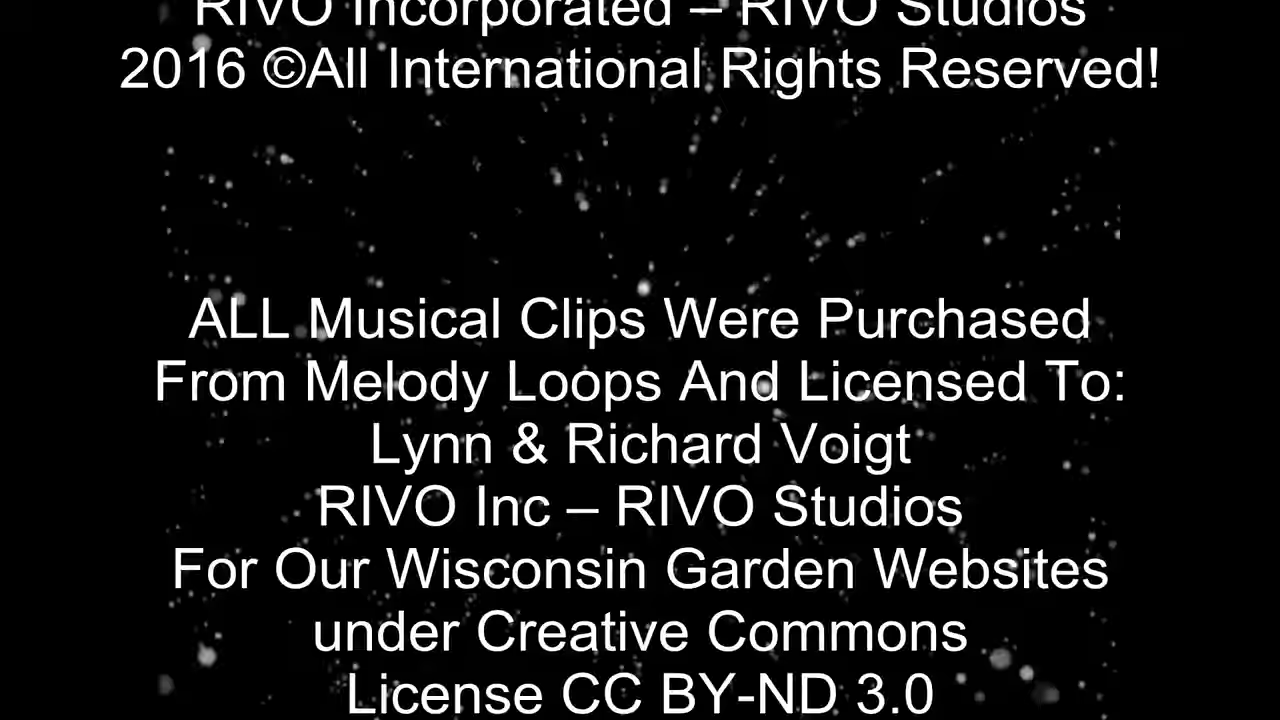 RIVO Incorporated – RIVO Studios
2016 ©All International Rights Reserved!
ALL Musical Clips Were Purchased
From Melody Loops And Licensed To:
Lynn & Richard Voigt
RIVO Inc – RIVO Studios
For Our Wisconsin Garden Websites
under Creative Commons
License CC BY-ND 3.0